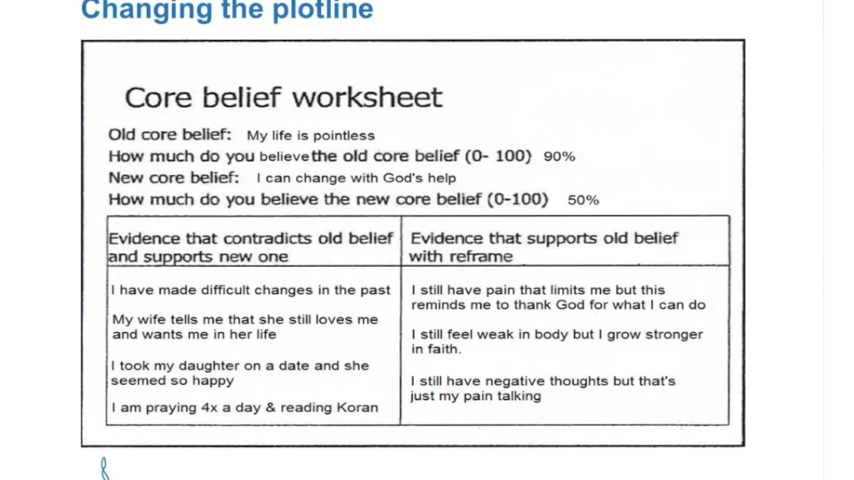 Changing the plotline
Core belief worksheet
Old core belief: My life is pointless
How much do you believe the old core belief (0- 100) 90%
New core belief: I can change with God's help
How much do you believe the new core belief (0-100) 50%
Evidence that contradicts old belief
and supports new one
Evidence that supports old belief
with reframe
I have made difficult changes in the past
My wife tells me that she still loves me
and wants me in her life
I took my daughter on a date and she
seemed so happy
I am praying 4x a day & reading Koran
I still have pain that limits me but this
reminds me to thank God for what I can do
I still feel weak in body but I grow stronger
in faith.
I still have negative thoughts but that's
just my pain talking